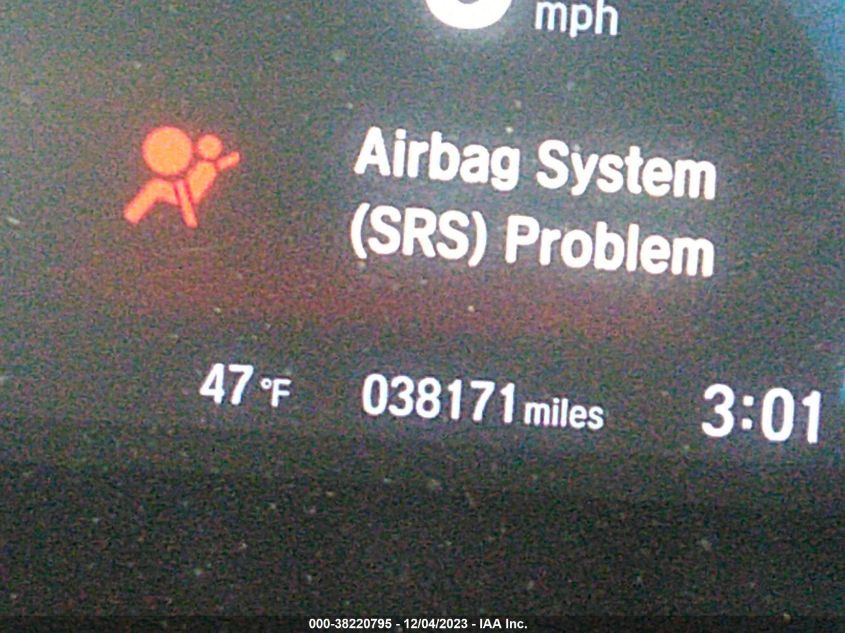 mph
Airbag System
(SRS) Problem
47 °F 038171 miles 3:01
000-38220795 - 12/04/2023 - IAA Inc.